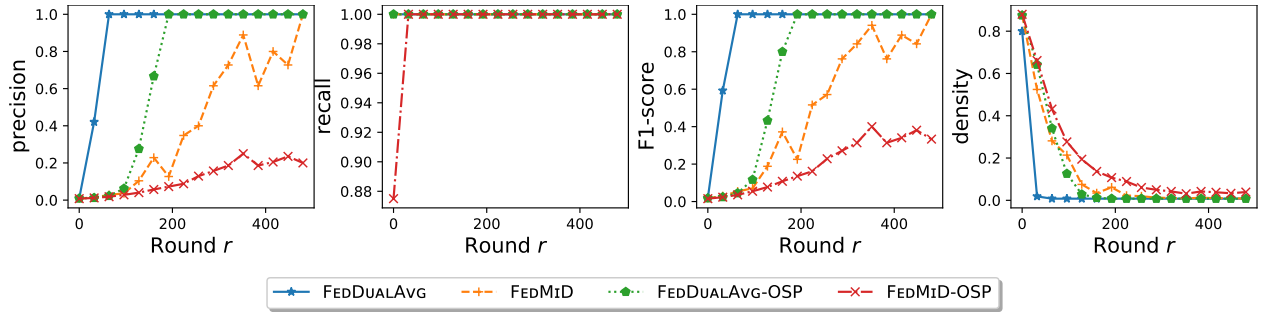 precision
1.0
0.8
0.6
0.4
0.2
0.0
0 200 400
Round r
recall
1.00
0.98
0.96
0.94
0.92
0.90
0.88
0 200 400
Round r
F1-score
1.0
0.8
0.6
0.4
0.2
0.0
0 200 400
Round r
density
0.8
0.6
0.4
0.2
0.0
0 200 400
Round r
FEDDUALAVG FEDMID FEDDUALAVG-OSP FEDMID-OSP